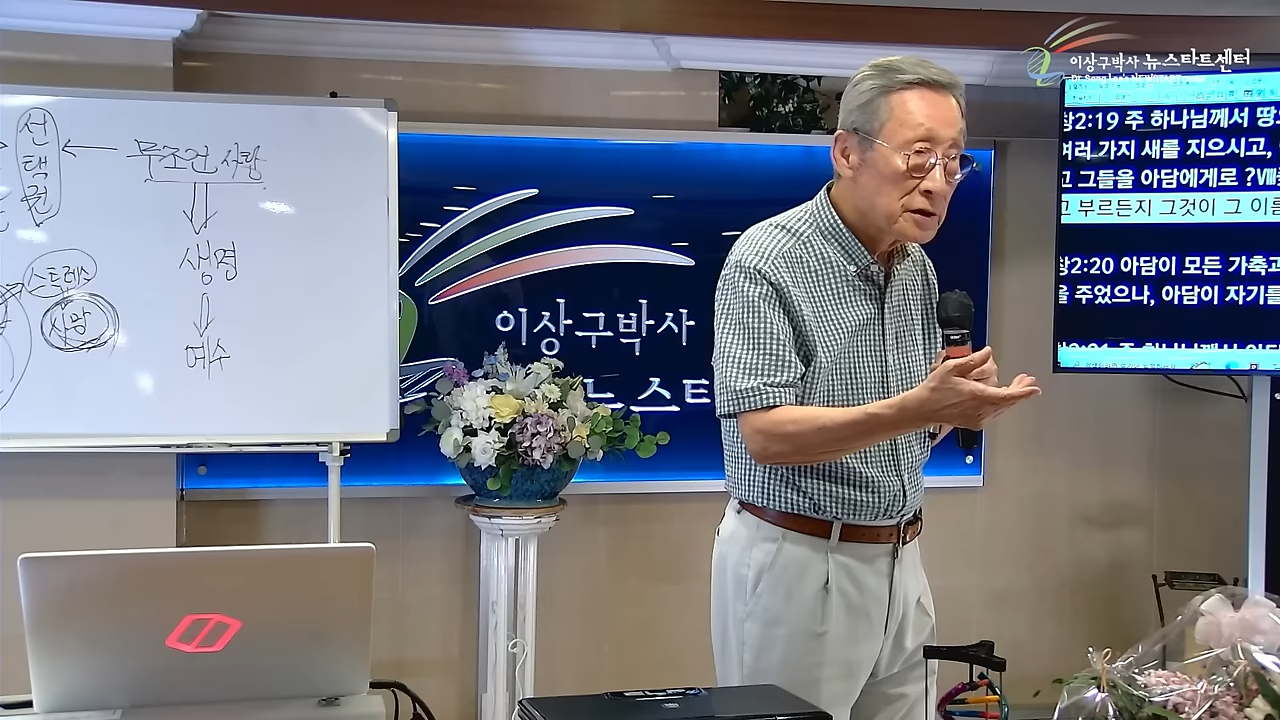 선택권
무조건 사랑
생명
예수
스트레스
사망
이상구박사
뉴스타
이상구박사 뉴스타트센터
창2:19 주 하나님께서 땅으
여러 가지 새를 지으시고,
고 그들을 아담에게로
고 부르든지 그것이 그 이름
창2:20 아담이 모든 가축과
을 주었으나, 아담이 자기를